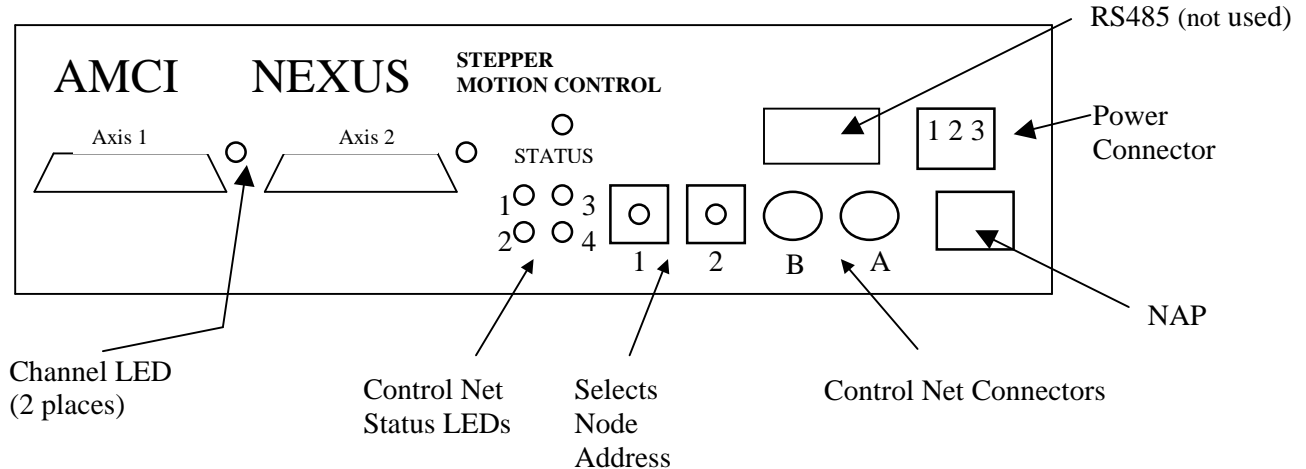 RS485 (not used)
AMCI
NEXUS
STEPPER
MOTION CONTROL
Axis 1
Axis 2
STATUS
1 2 3
Power
Connector
1
3
2
4
1
2
B
A
NAP
Channel LED
(2 places)
Control Net
Status LEDs
Selects
Node
Address
Control Net Connectors